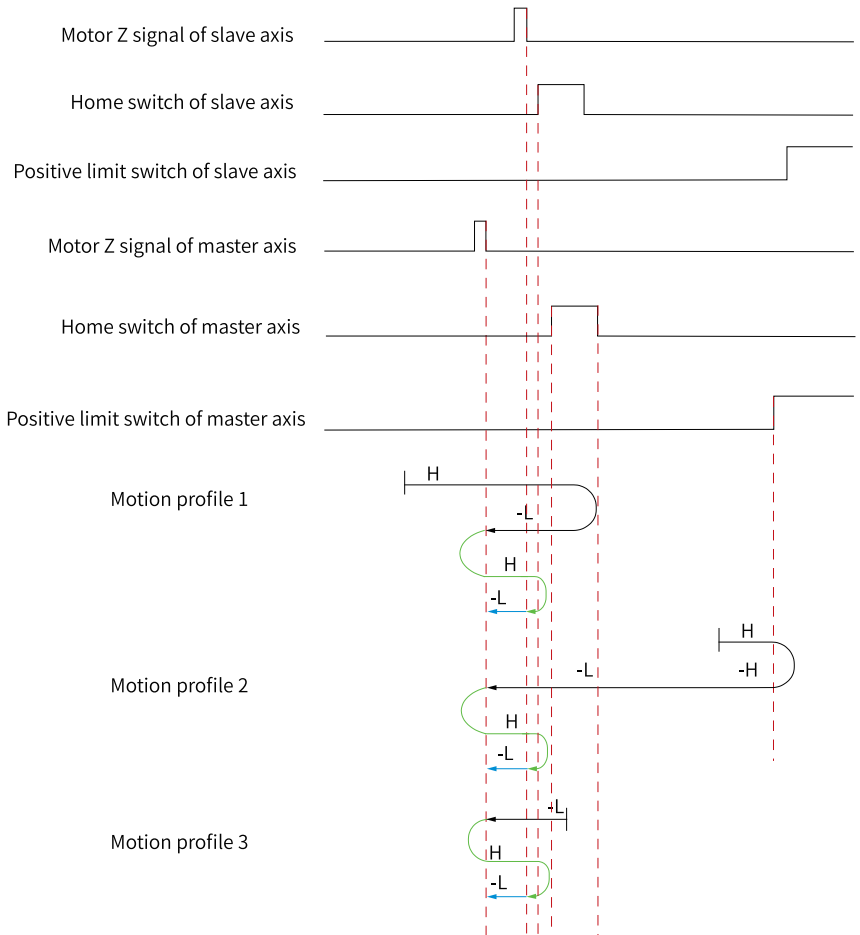 Motor Z signal of slave axis
Home switch of slave axis
Positive limit switch of slave axis
Motor Z signal of master axis
Home switch of master axis
Positive limit switch of master axis
H
Motion profile 1
-L
H
-L
H
-L
-H
Motion profile 2
H
-L
-L
Motion profile 3
H
-L